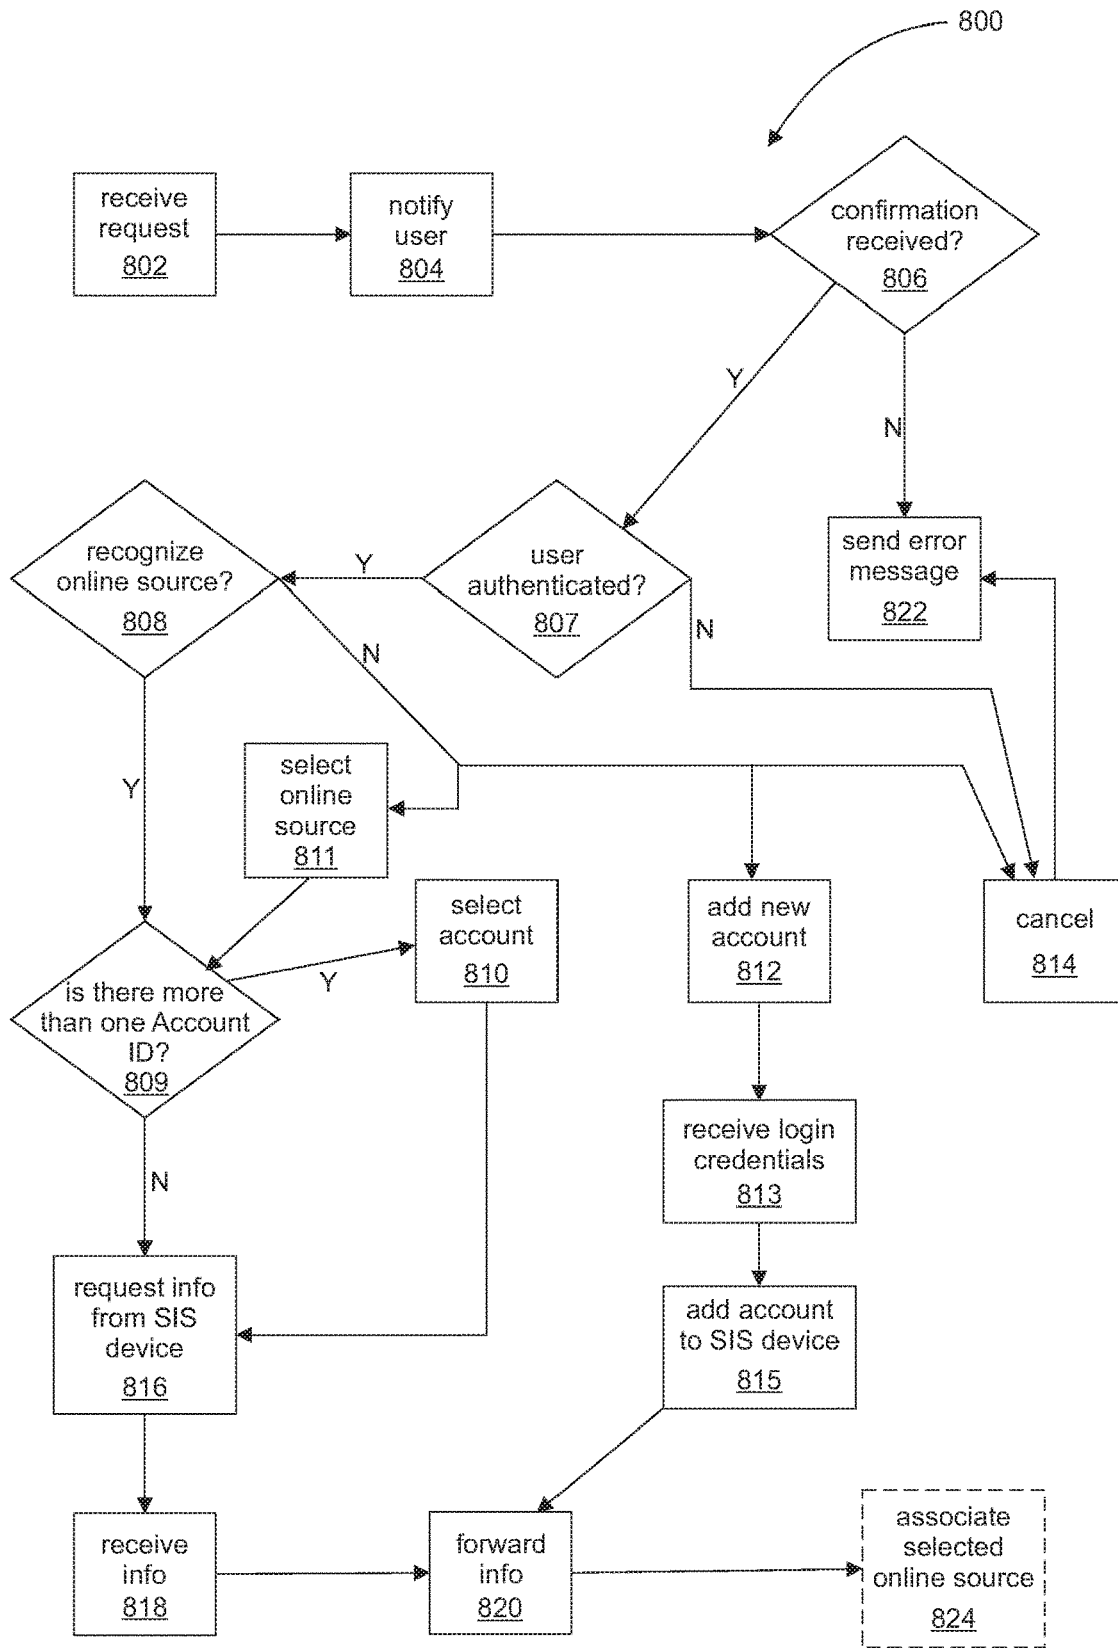 800
receive
request
802
notify
user
804
confirmation
received?
806
Y
N
recognize
online source?
808
Y
user
authenticated?
807
N
send error
message
822
N
Y
select
online
source
811
select
account
810
add new
account
812
cancel
814
is there more
than one Account
ID?
809
Y
N
receive login
credentials
813
request info
from SIS
device
816
add account
to SIS device
815
receive
info
818
forward
info
820
associate
selected
online source
824